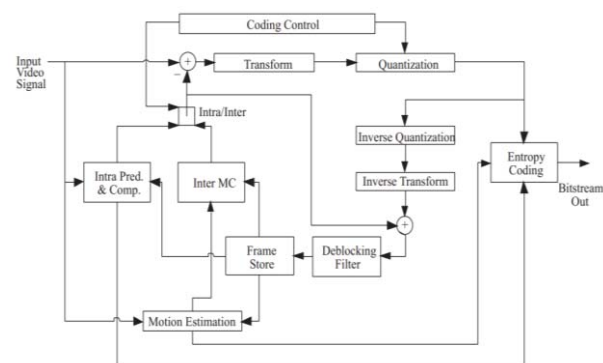 Coding Control
Input
Video
Signal
+
−
Transform
Quantization
Intra/Inter
Inverse Quantization
Intra Pred.
& Comp.
Inter MC
Inverse Transform
Entropy
Coding
Bitstream
Out
+
Frame
Store
Deblocking
Filter
Motion Estimation